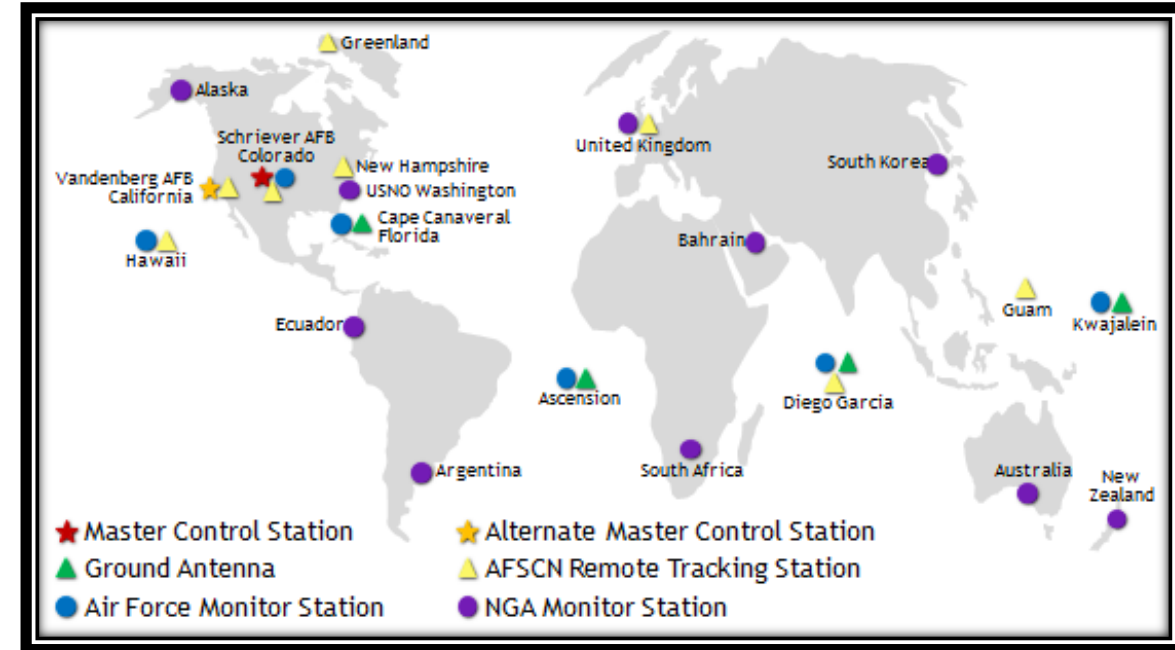 Greenland
Alaska
Schriever AFB
Colorado
United Kingdom
New Hampshire
South Korea
Vandenberg AFB
California
USNO Washington
Cape Canaveral
Florida
Bahrain
Hawaii
Guam
Ecuador
Kwajalein
Ascension
Diego Garcia
Argentina
South Africa
Australia
New
Zealand
Master Control Station
Alternate Master Control Station
Ground Antenna
AFSCN Remote Tracking Station
Air Force Monitor Station
NGA Monitor Station